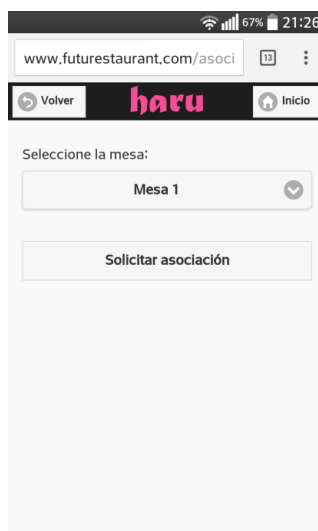 67% 21:26
www.futurestaurant.com/asoci 13
Volver haru Inicio
Seleccione la mesa:
Mesa 1
Solicitar asociación